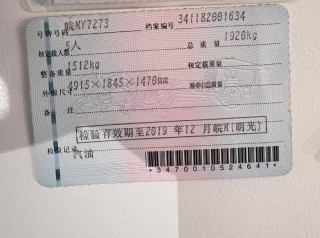 号牌号码 皖MY7273 档案编号 341182001634
核定载人数 5人 总质量 1920kg
整备质量 1512kg 核定载质量
外廓尺寸 4915×1845×1470mm 准牵引总质量
备注
检验有效期至2019年12月皖M(明光)
检验记录
汽油
*3470010524641*